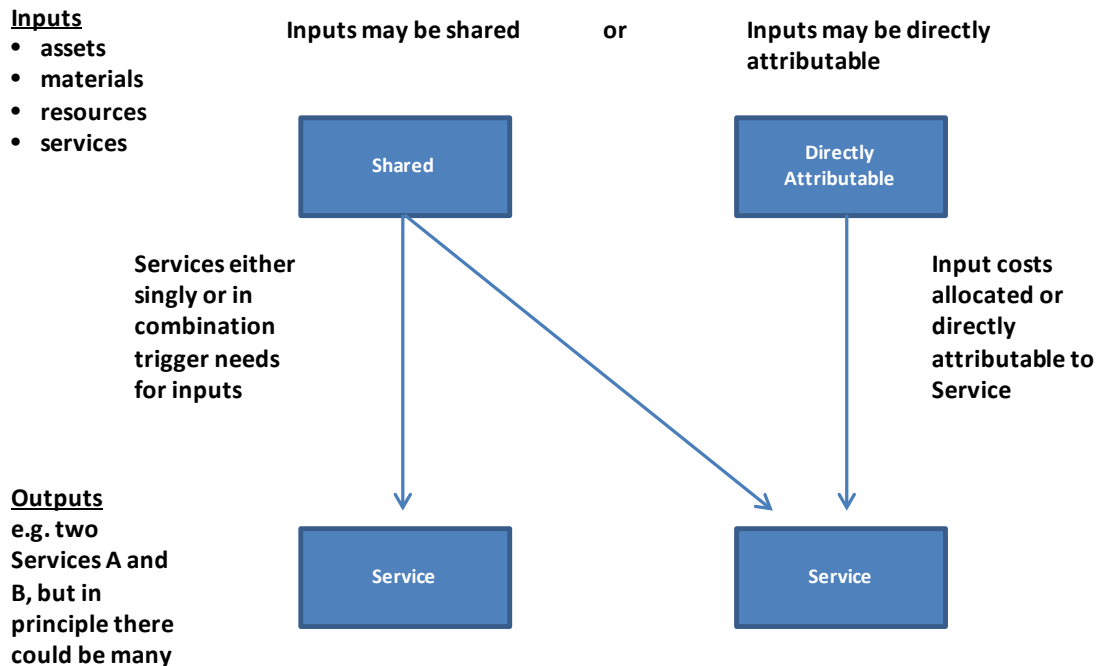 Inputs
• assets
• materials
• resources
• services
Inputs may be shared
or
Inputs may be directly
attributable
Shared
Directly
Attributable
Services either
singly or in
combination
trigger needs
for inputs
Input costs
allocated or
directly
attributable to
Service
Outputs
e.g. two
Services A and
B, but in
principle there
could be many
Service
Service